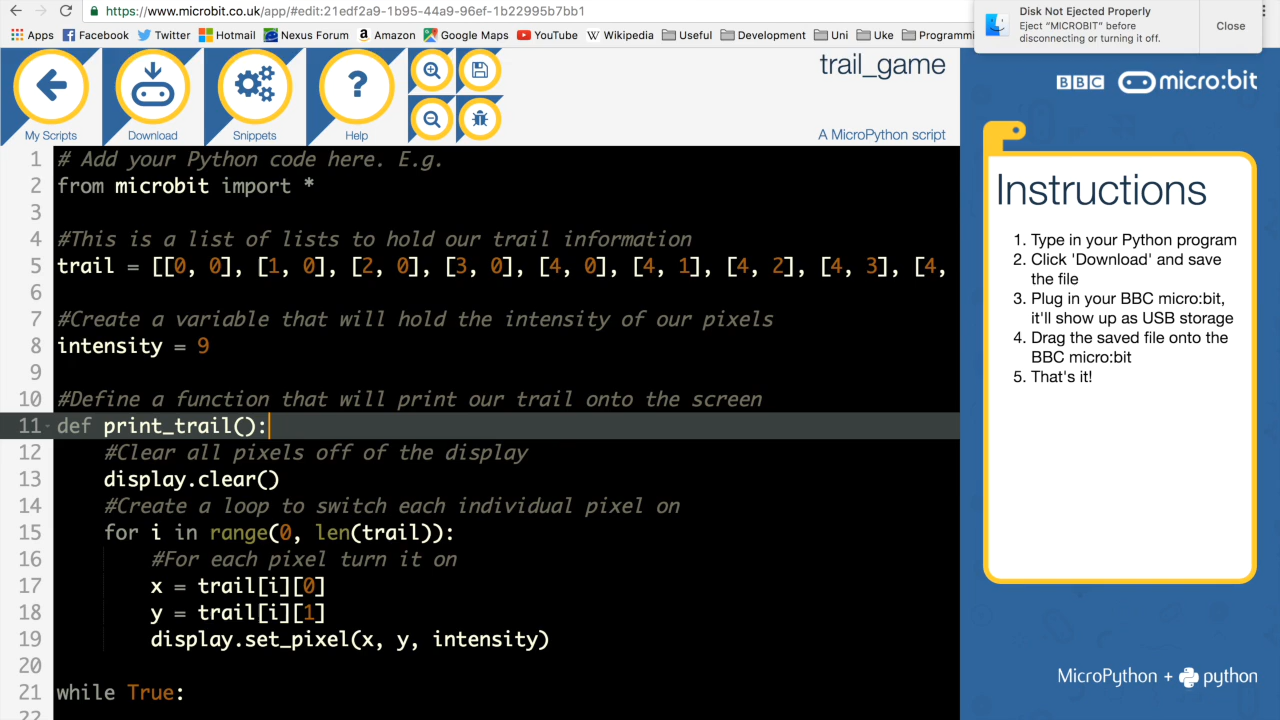 https://www.microbit.co.uk/app/#edit:21edf2a9-1b95-44a9-96ef-1b22995b7bb1
Apps Facebook Twitter Hotmail Nexus Forum Amazon Google Maps YouTube Wikipedia Useful Development Uni Uke Programmi
Disk Not Ejected Properly
Eject “MICROBIT” before
disconnecting or turning it off.
Close
My Scripts
Download
Snippets
?
Help
trail_game
A MicroPython script
1 # Add your Python code here. E.g.
2 from microbit import *
3
4 #This is a list of lists to hold our trail information
5 trail = [[0, 0], [1, 0], [2, 0], [3, 0], [4, 0], [4, 1], [4, 2], [4, 3], [4,
6
7 #Create a variable that will hold the intensity of our pixels
8 intensity = 9
9
10 #Define a function that will print our trail onto the screen
11 def print_trail():
12 #Clear all pixels off of the display
13 display.clear()
14 #Create a loop to switch each individual pixel on
15 for i in range(0, len(trail)):
16 #For each pixel turn it on
17 x = trail[i][0]
18 y = trail[i][1]
19 display.set_pixel(x, y, intensity)
20
21 while True:
22
BBC micro:bit
Instructions
1. Type in your Python program
2. Click 'Download' and save
the file
3. Plug in your BBC micro:bit,
it'll show up as USB storage
4. Drag the saved file onto the
BBC micro:bit
5. That's it!
MicroPython + python